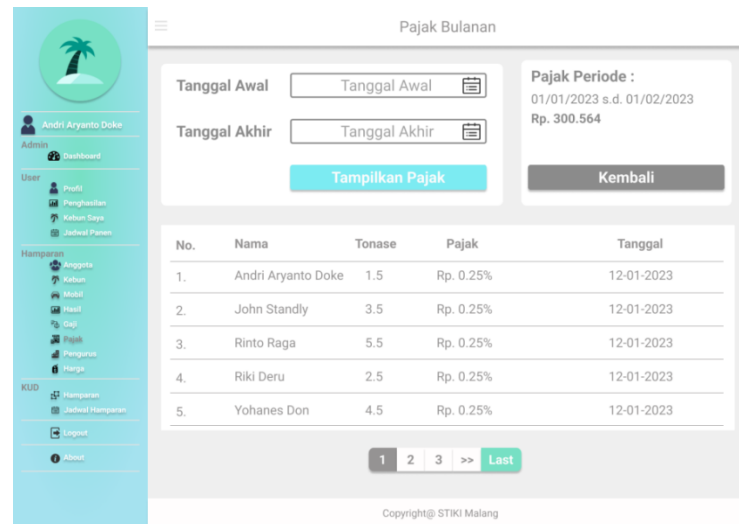 Pajak Bulanan
Andri Aryanto Doke
Admin
Dashboard
User
Profil
Penghasilan
Kebun Saya
Jadwal Panen
Hamparan
Anggota
Kebun
Mobil
Hasil
Gaji
Pajak
Pengurus
Harga
KUD
Hamparan
Jadwal Hamparan
Logout
About
Tanggal Awal Tanggal Awal
Tanggal Akhir Tanggal Akhir
Tampilkan Pajak
Pajak Periode :
01/01/2023 s.d. 01/02/2023
Rp. 300.564
Kembali
No. Nama Tonase Pajak Tanggal
1. Andri Aryanto Doke 1.5 Rp. 0.25% 12-01-2023
2. John Standly 3.5 Rp. 0.25% 12-01-2023
3. Rinto Raga 5.5 Rp. 0.25% 12-01-2023
4. Riki Deru 2.5 Rp. 0.25% 12-01-2023
5. Yohanes Don 4.5 Rp. 0.25% 12-01-2023
1 2 3 >> Last
Copyright@ STIKI Malang